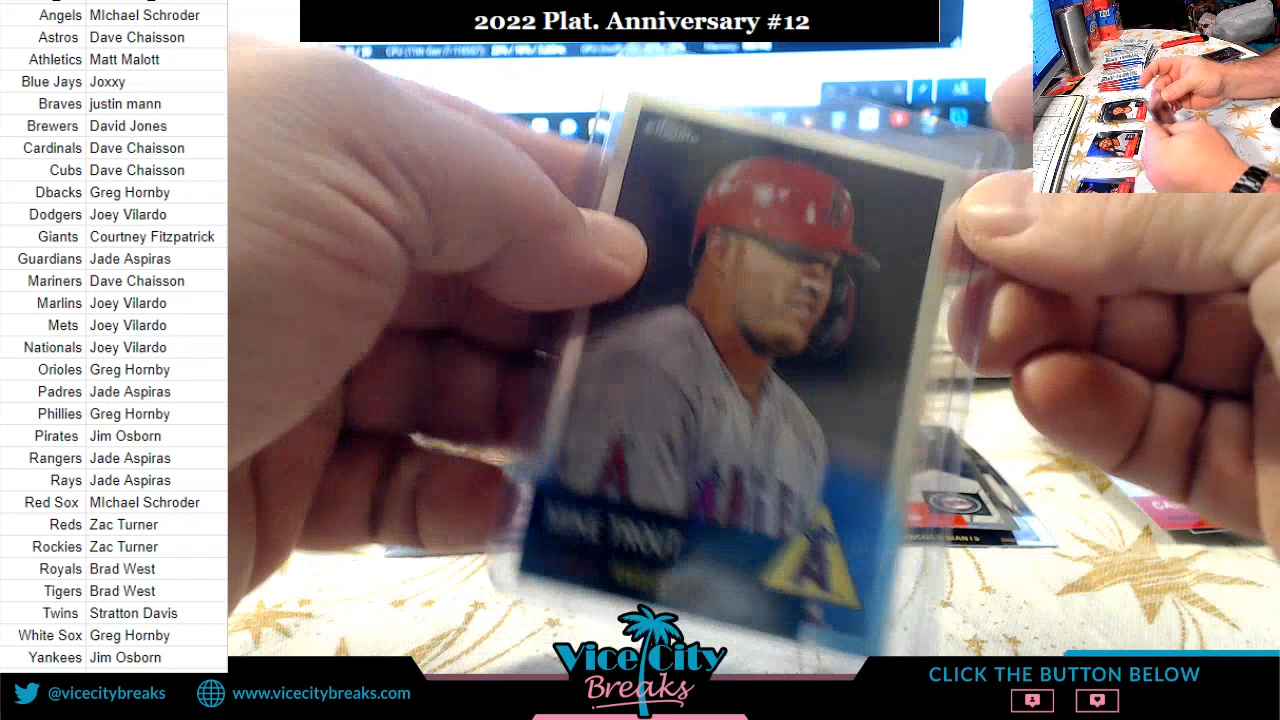 2022 Plat. Anniversary #12
Angels MIchael Schroder
Astros Dave Chaisson
Athletics Matt Malott
Blue Jays Joxxy
Braves justin mann
Brewers David Jones
Cardinals Dave Chaisson
Cubs Dave Chaisson
Dbacks Greg Hornby
Dodgers Joey Vilardo
Giants Courtney Fitzpatrick
Guardians Jade Aspiras
Mariners Dave Chaisson
Marlins Joey Vilardo
Mets Joey Vilardo
Nationals Joey Vilardo
Orioles Greg Hornby
Padres Jade Aspiras
Phillies Greg Hornby
Pirates Jim Osborn
Rangers Jade Aspiras
Rays Jade Aspiras
Red Sox MIchael Schroder
Reds Zac Turner
Rockies Zac Turner
Royals Brad West
Tigers Brad West
Twins Stratton Davis
White Sox Greg Hornby
Yankees Jim Osborn
MIKE TROUT
A
Vice City
Breaks
@vicecitybreaks
www.vicecitybreaks.com
CLICK THE BUTTON BELOW